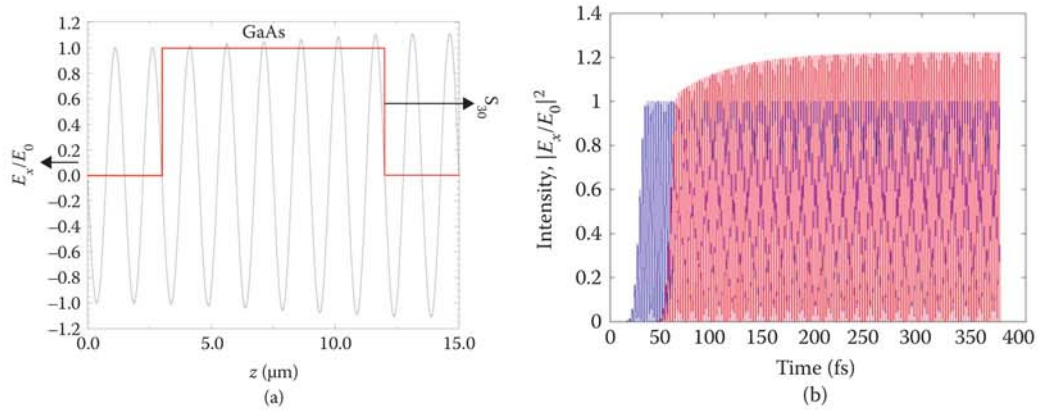 1.2
1.0
0.8
0.6
0.4
0.2
0.0
–0.2
–0.4
–0.6
–0.8
–1.0
–1.2
E_x/E_0
GaAs
S_30
0.0 5.0 10.0 15.0
z (μm)
(a)
1.4
1.2
1
0.8
0.6
0.4
0.2
0
Intensity, |E_x/E_0|^2
0 50 100 150 200 250 300 350 400
Time (fs)
(b)